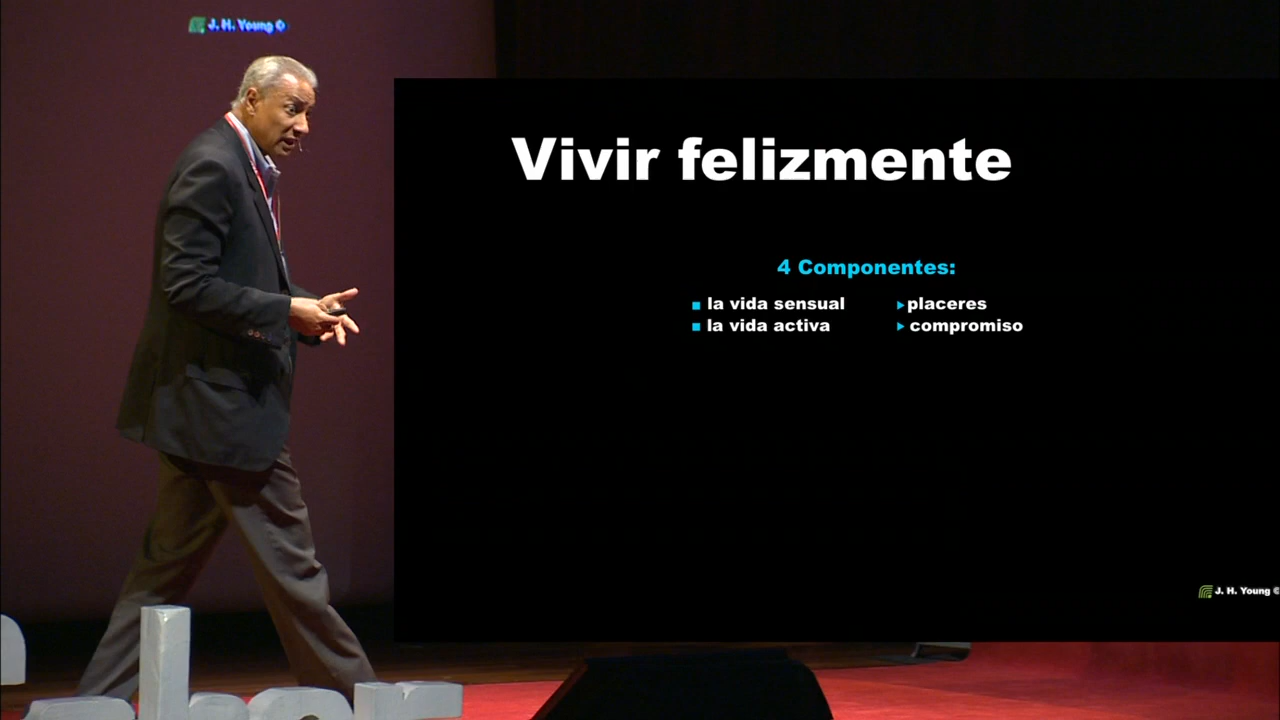 J. H. Young ©
Vivir felizmente
4 Componentes:
la vida sensual placeres
la vida activa compromiso
J. H. Young ©